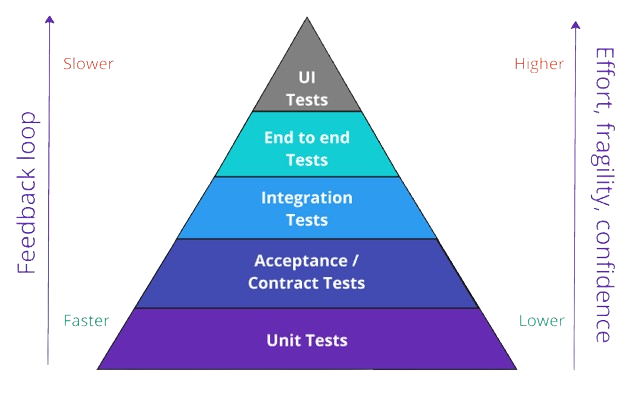 Slower
Higher
Feedback loop
Effort, fragility, confidence
UI
Tests
End to end
Tests
Integration
Tests
Acceptance /
Contract Tests
Faster
Lower
Unit Tests